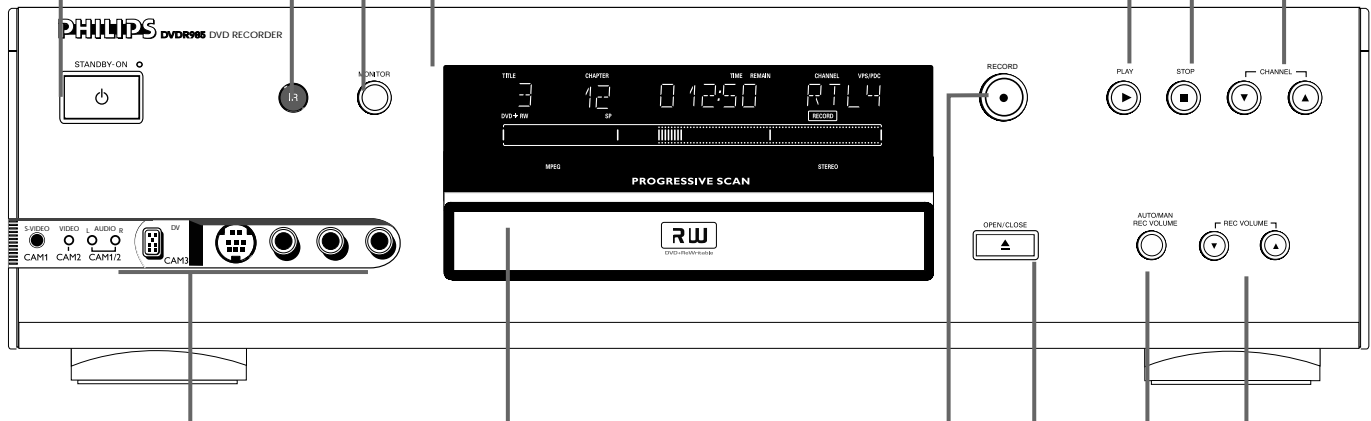 PHILIPS DVDR985 DVD RECORDER
STANDBY-ON
I.R
MONITOR
TITLE CHAPTER TIME REMAIN CHANNEL VPS/PDC
3 12 0 12:50 RTL4
DVD+RW SP RECORD
MPEG STEREO
PROGRESSIVE SCAN
RW
DVD+ReWritable
RECORD
PLAY STOP CHANNEL
OPEN/CLOSE
AUTO/MAN
REC VOLUME
REC VOLUME
S-VIDEO VIDEO L AUDIO R DV
CAM1 CAM2 CAM1/2 CAM3